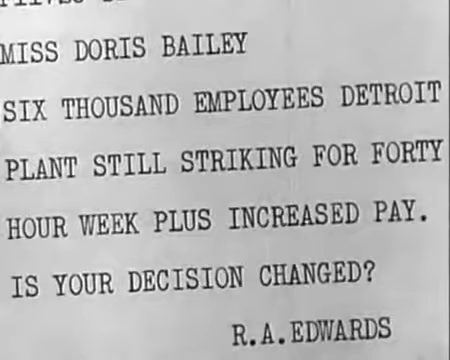 MISS DORIS BAILEY
SIX THOUSAND EMPLOYEES DETROIT
PLANT STILL STRIKING FOR FORTY
HOUR WEEK PLUS INCREASED PAY.
IS YOUR DECISION CHANGED?
R.A.EDWARDS